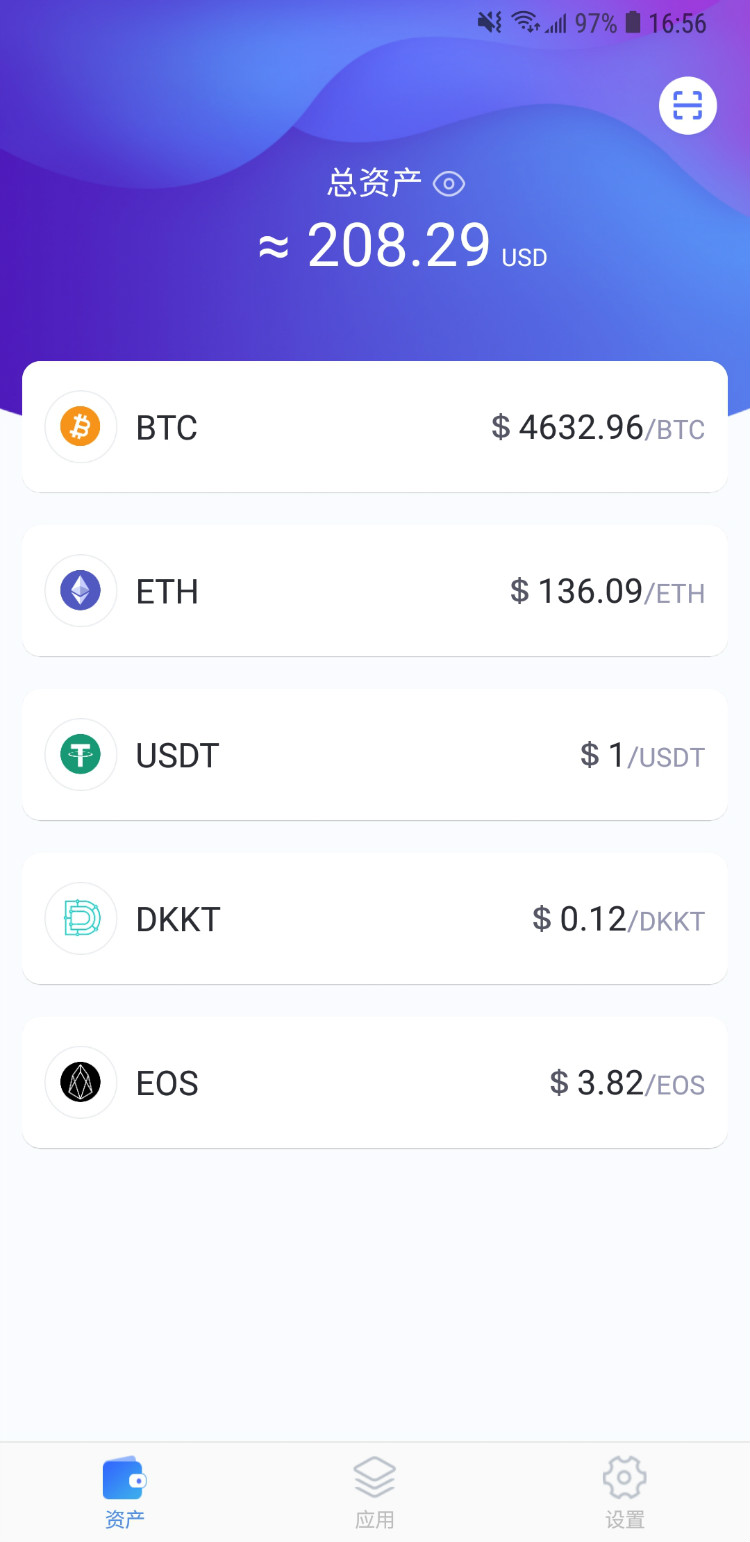 97% 16:56
总资产
≈ 208.29 USD
BTC $ 4632.96/BTC
ETH $ 136.09/ETH
USDT $ 1/USDT
DKKT $ 0.12/DKKT
EOS $ 3.82/EOS
资产 应用 设置